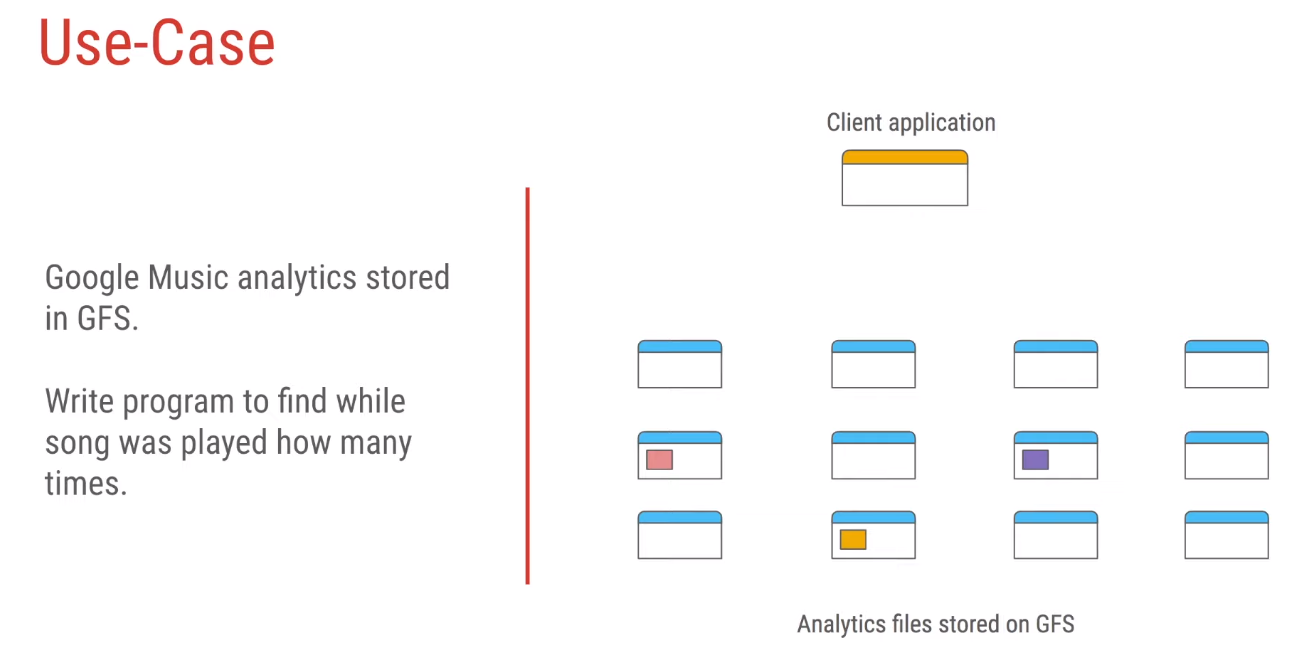 Use-Case
Client application
Google Music analytics stored
in GFS.
Write program to find while
song was played how many
times.
Analytics files stored on GFS